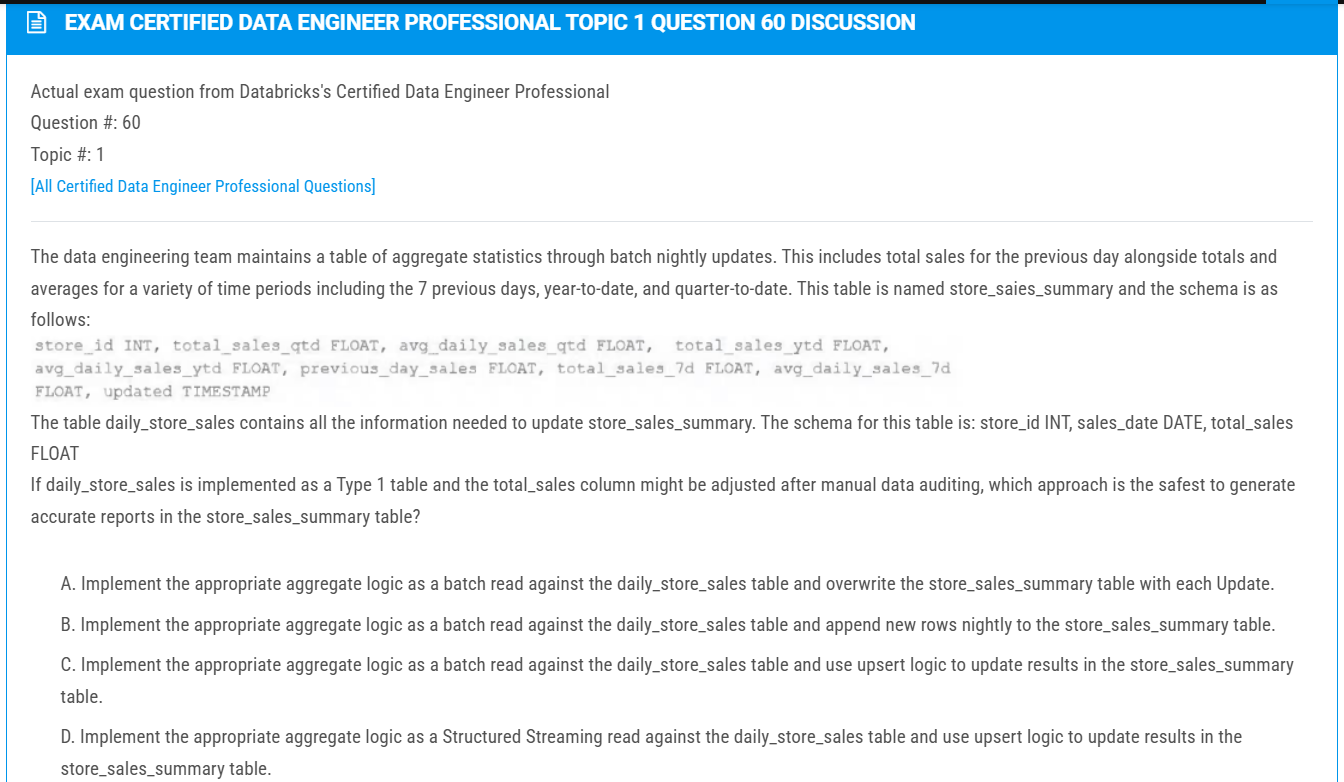 EXAM CERTIFIED DATA ENGINEER PROFESSIONAL TOPIC 1 QUESTION 60 DISCUSSION
Actual exam question from Databricks's Certified Data Engineer Professional
Question #: 60
Topic #: 1
[All Certified Data Engineer Professional Questions]
The data engineering team maintains a table of aggregate statistics through batch nightly updates. This includes total sales for the previous day alongside totals and
averages for a variety of time periods including the 7 previous days, year-to-date, and quarter-to-date. This table is named store_saies_summary and the schema is as
follows:
store_id INT, total_sales_qtd FLOAT, avg_daily_sales_qtd FLOAT, total_sales_ytd FLOAT,
avg_daily_sales_ytd FLOAT, previous_day_sales FLOAT, total_sales_7d FLOAT, avg_daily_sales_7d
FLOAT, updated TIMESTAMP
The table daily_store_sales contains all the information needed to update store_sales_summary. The schema for this table is: store_id INT, sales_date DATE, total_sales
FLOAT
If daily_store_sales is implemented as a Type 1 table and the total_sales column might be adjusted after manual data auditing, which approach is the safest to generate
accurate reports in the store_sales_summary table?
A. Implement the appropriate aggregate logic as a batch read against the daily_store_sales table and overwrite the store_sales_summary table with each Update.
B. Implement the appropriate aggregate logic as a batch read against the daily_store_sales table and append new rows nightly to the store_sales_summary table.
C. Implement the appropriate aggregate logic as a batch read against the daily_store_sales table and use upsert logic to update results in the store_sales_summary
table.
D. Implement the appropriate aggregate logic as a Structured Streaming read against the daily_store_sales table and use upsert logic to update results in the
store_sales_summary table.